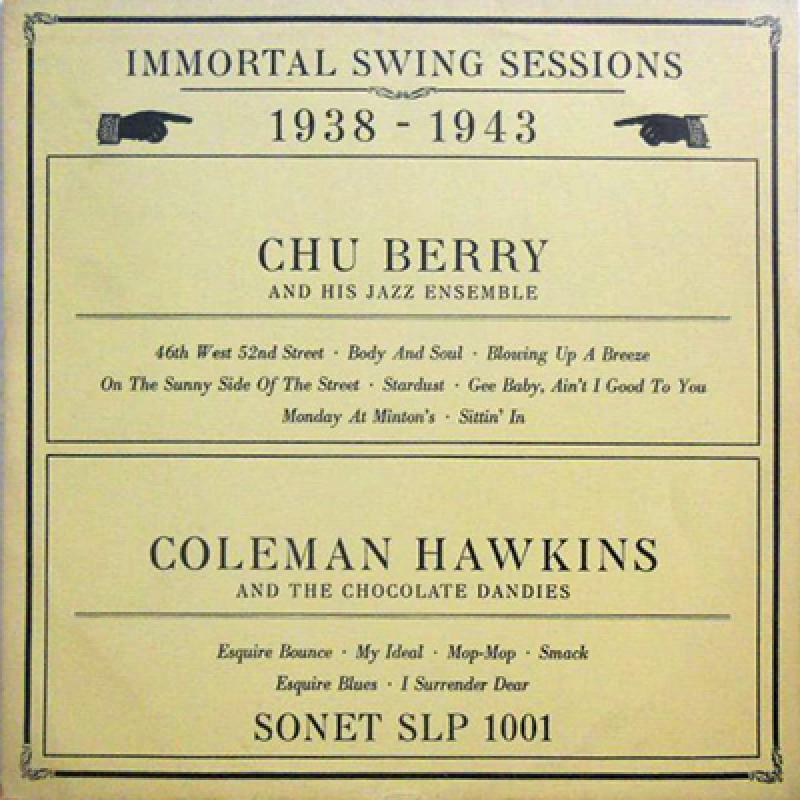 IMMORTAL SWING SESSIONS
1938 - 1943
CHU BERRY
AND HIS JAZZ ENSEMBLE
46th West 52nd Street · Body And Soul · Blowing Up A Breeze
On The Sunny Side Of The Street · Stardust · Gee Baby, Ain't I Good To You
Monday At Minton's · Sittin' In
COLEMAN HAWKINS
AND THE CHOCOLATE DANDIES
Esquire Bounce · My Ideal · Mop-Mop · Smack
Esquire Blues · I Surrender Dear
SONET SLP 1001